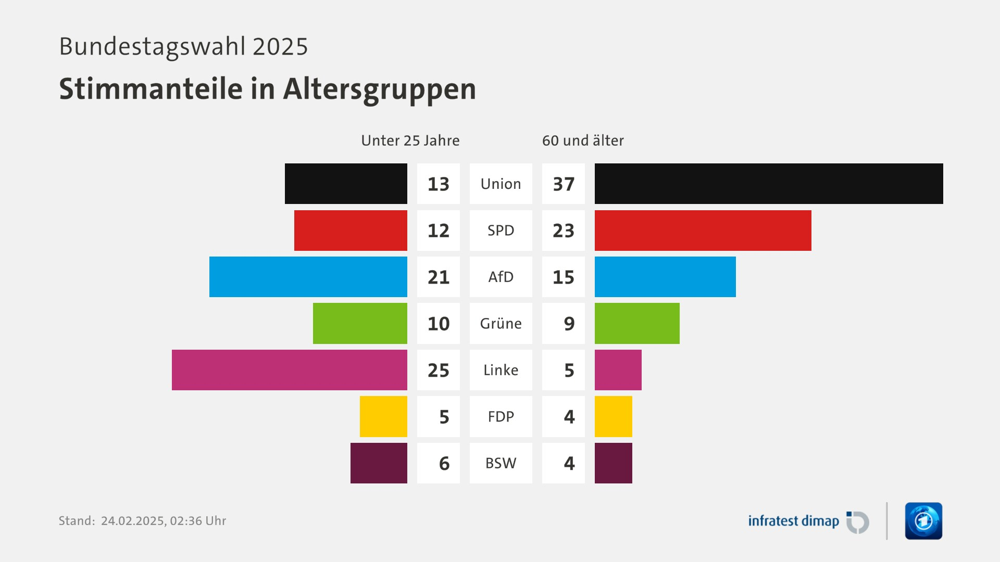 Bundestagswahl 2025
Stimmanteile in Altersgruppen
Unter 25 Jahre 60 und älter
13 Union 37
12 SPD 23
21 AfD 15
10 Grüne 9
25 Linke 5
5 FDP 4
6 BSW 4
Stand: 24.02.2025, 02:36 Uhr
infratest dimap
1